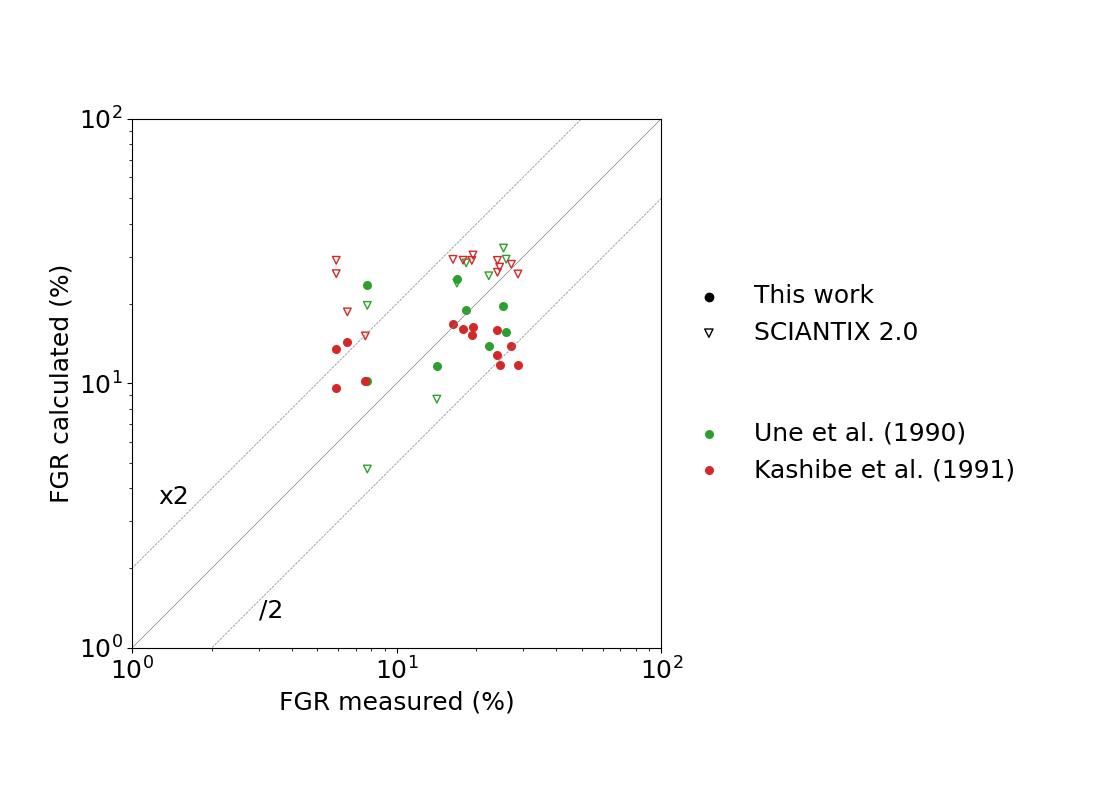 10²
10¹
10⁰
FGR calculated (%)
x2
/2
10⁰ 10¹ 10²
FGR measured (%)
This work
SCIANTIX 2.0
Une et al. (1990)
Kashibe et al. (1991)